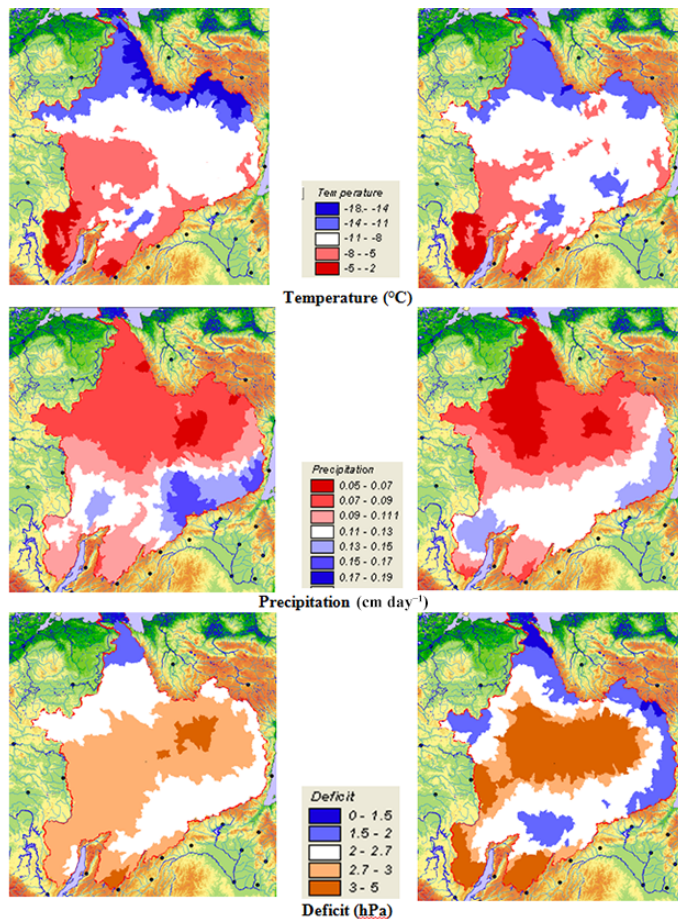 Temperature
-18 - -14
-14 - -11
-11 - -8
-8 - -5
-5 - -2
Temperature (°C)
Precipitation
0.05 - 0.07
0.07 - 0.09
0.09 - 0.111
0.11 - 0.13
0.13 - 0.15
0.15 - 0.17
0.17 - 0.19
Precipitation (cm day⁻¹)
Deficit
0 - 1.5
1.5 - 2
2 - 2.7
2.7 - 3
3 - 5
Deficit (hPa)